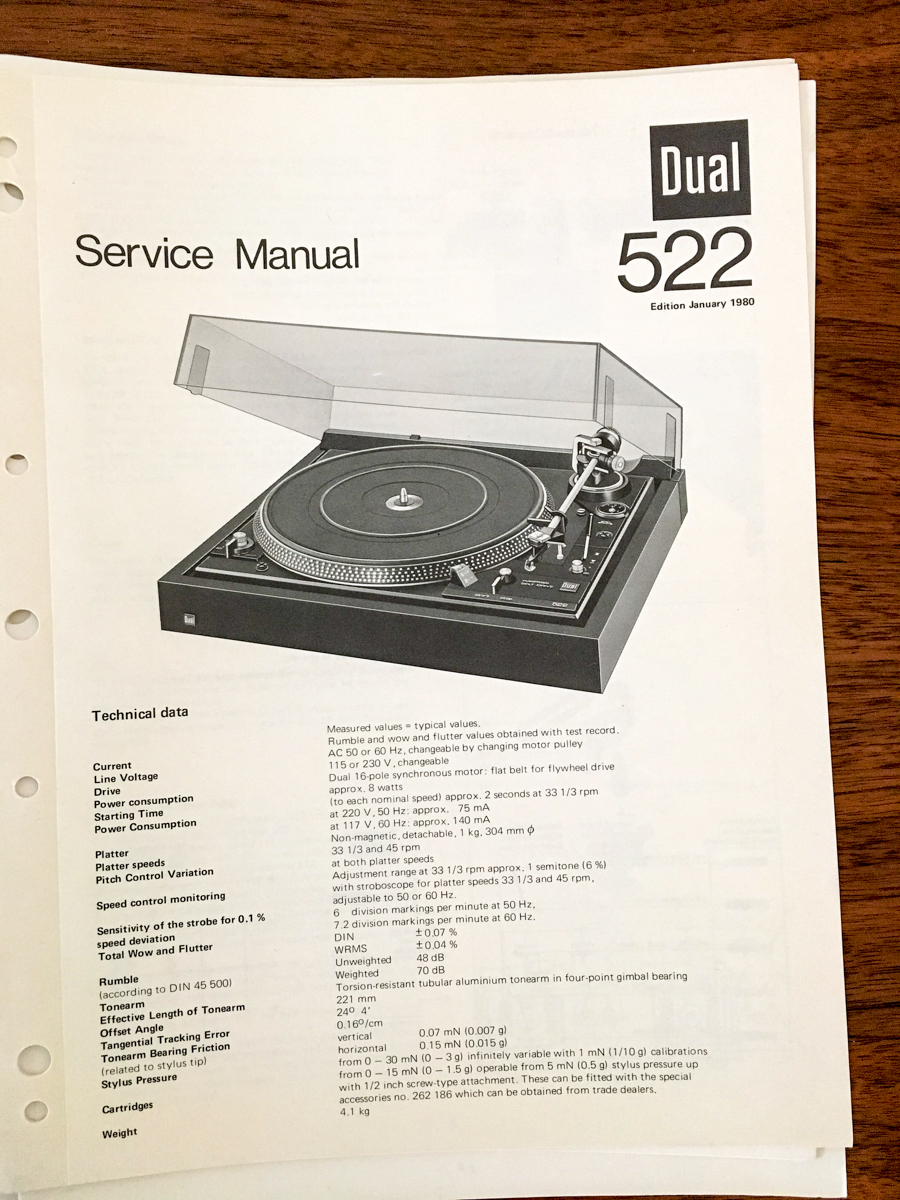 Dual
Service Manual
522
Edition January 1980
Dual
Dual
522
Technical data
Measured values = typical values.
Rumble and wow and flutter values obtained with test record.
Current AC 50 or 60 Hz, changeable by changing motor pulley
Line Voltage 115 or 230 V, changeable
Drive Dual 16-pole synchronous motor: flat belt for flywheel drive
Power consumption approx. 8 watts
Starting Time (to each nominal speed) approx. 2 seconds at 33 1/3 rpm
Power Consumption at 220 V, 50 Hz: approx. 75 mA
at 117 V, 60 Hz: approx. 140 mA
Platter Non-magnetic, detachable, 1 kg, 304 mm ϕ
Platter speeds 33 1/3 and 45 rpm
Pitch Control Variation at both platter speeds
Adjustment range at 33 1/3 rpm approx. 1 semitone (6 %)
Speed control monitoring with stroboscope for platter speeds 33 1/3 and 45 rpm,
adjustable to 50 or 60 Hz.
Sensitivity of the strobe for 0.1 % 6 division markings per minute at 50 Hz,
speed deviation 7.2 division markings per minute at 60 Hz.
Total Wow and Flutter DIN ± 0.07 %
WRMS ± 0.04 %
Rumble Unweighted 48 dB
(according to DIN 45 500) Weighted 70 dB
Tonearm Torsion-resistant tubular aluminium tonearm in four-point gimbal bearing
Effective Length of Tonearm 221 mm
Offset Angle 24° 4'
Tangential Tracking Error 0.16°/cm
Tonearm Bearing Friction vertical 0.07 mN (0.007 g)
(related to stylus tip) horizontal 0.15 mN (0.015 g)
Stylus Pressure from 0 – 30 mN (0 – 3 g) infinitely variable with 1 mN (1/10 g) calibrations
from 0 – 15 mN (0 – 1.5 g) operable from 5 mN (0.5 g) stylus pressure up
Cartridges with 1/2 inch screw-type attachment. These can be fitted with the special
accessories no. 262 186 which can be obtained from trade dealers.
Weight 4.1 kg